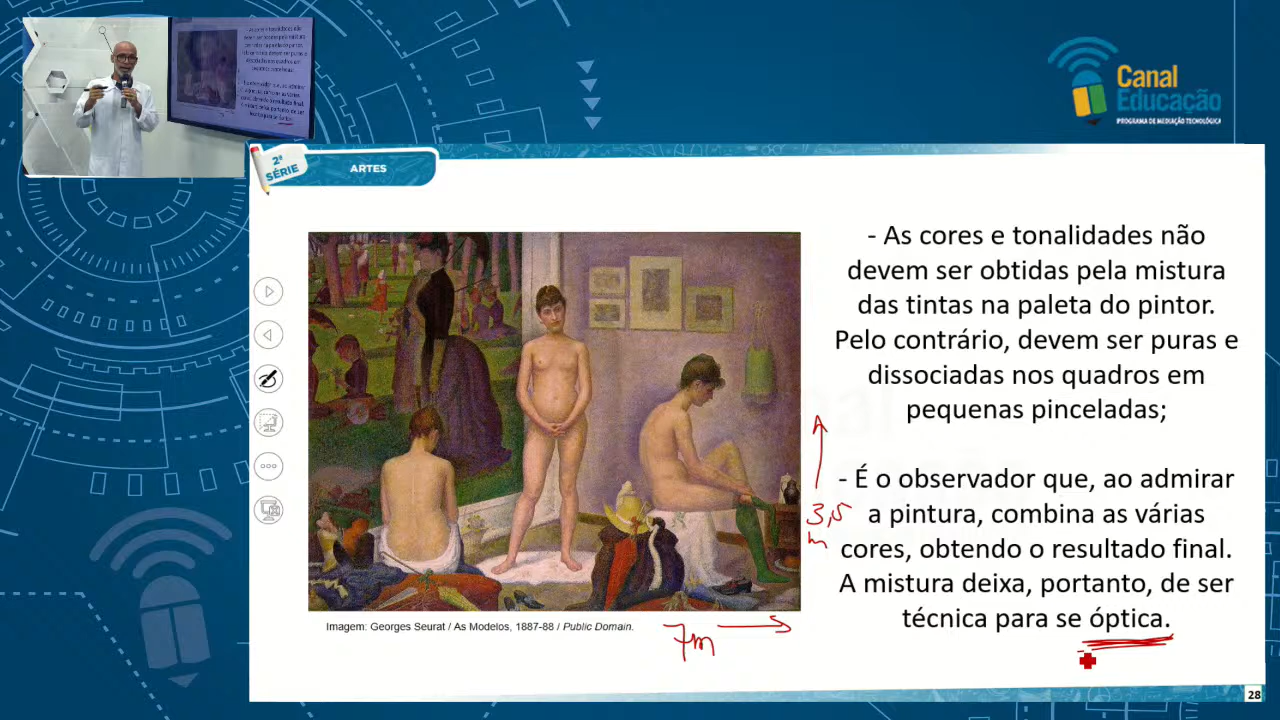 Canal
Educação
PROGRAMA DE MEDIAÇÃO TECNOLÓGICA
2ª
SÉRIE
ARTES
- As cores e tonalidades não
devem ser obtidas pela mistura
das tintas na paleta do pintor.
Pelo contrário, devem ser puras e
dissociadas nos quadros em
pequenas pinceladas;
- É o observador que, ao admirar
a pintura, combina as várias
cores, obtendo o resultado final.
A mistura deixa, portanto, de ser
técnica para se óptica.
3,5
m
Imagem: Georges Seurat / As Modelos, 1887-88 / Public Domain.
7m
28